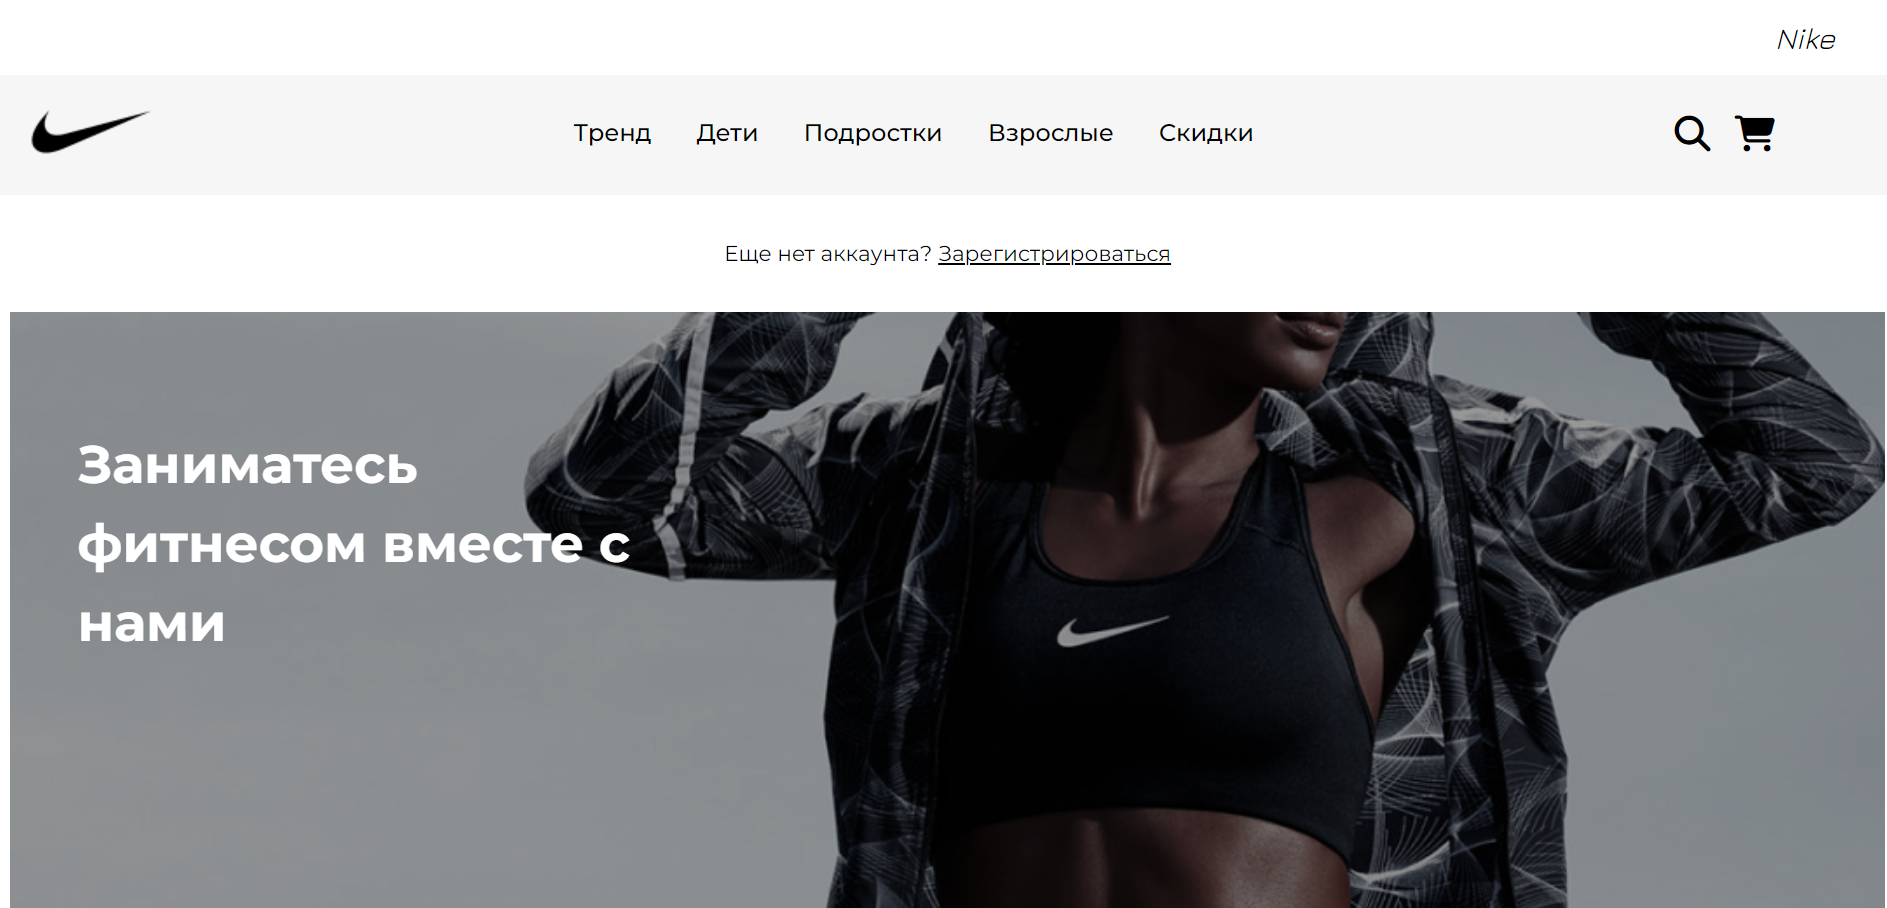 Nike
Тренд Дети Подростки Взрослые Скидки
Еще нет аккаунта? Зарегистрироваться
Заниматесь
фитнесом вместе с
нами